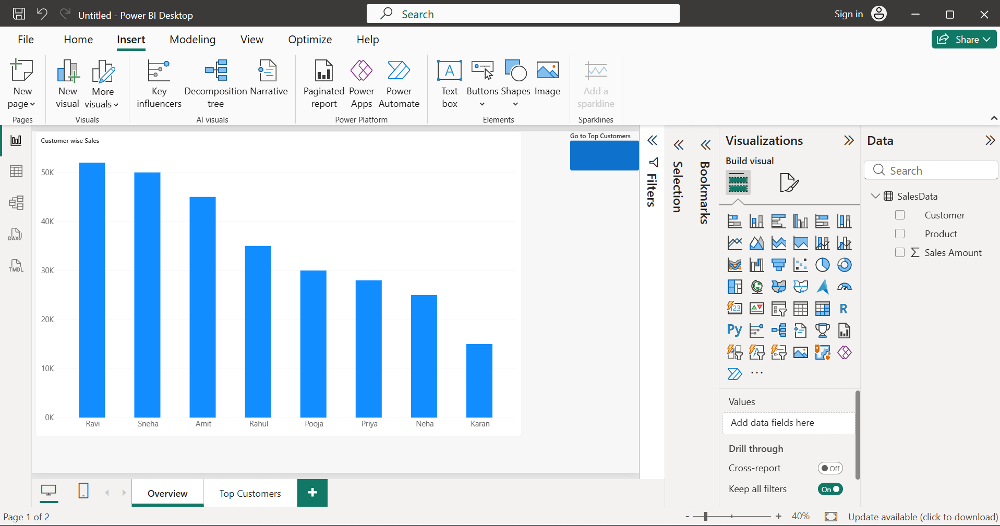 Untitled - Power BI Desktop
Search
Sign in
File Home Insert Modeling View Optimize Help
Share
New page
New visual
More visuals
Key influencers
Decomposition tree
Narrative
Paginated report
Power Apps
Power Automate
Text box
Buttons
Shapes
Image
Add a sparkline
Pages
Visuals
AI visuals
Power Platform
Elements
Sparklines
DAX
TMDL
Customer wise Sales
50K
40K
30K
20K
10K
0K
Ravi Sneha Amit Rahul Pooja Priya Neha Karan
Go to Top Customers
Filters
Selection
Bookmarks
Visualizations
Build visual
123
R
Py
A
Values
Add data fields here
Drill through
Cross-report Off
Keep all filters On
Data
Search
SalesData
Customer
Product
Σ Sales Amount
Overview
Top Customers
+
Page 1 of 2
- + 40%
Update available (click to download)